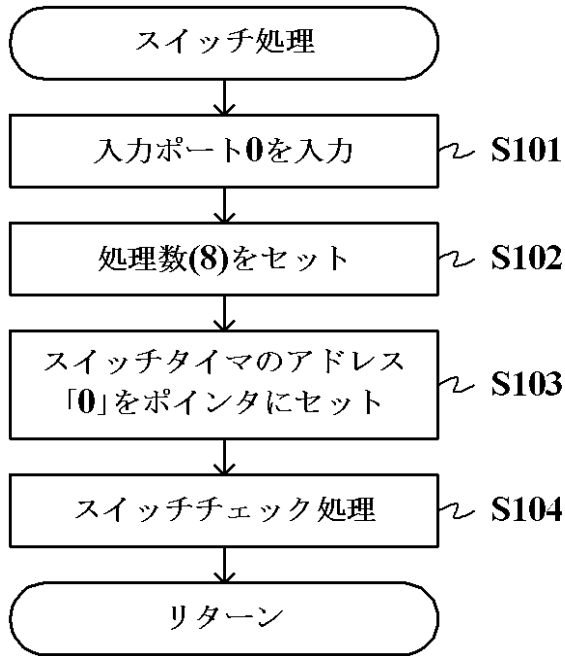 スイッチ処理
入力ポート0を入力
S101
処理数(8)をセット
S102
スイッチタイマのアドレス
「0」をポインタにセット
S103
スイッチチェック処理
S104
リターン